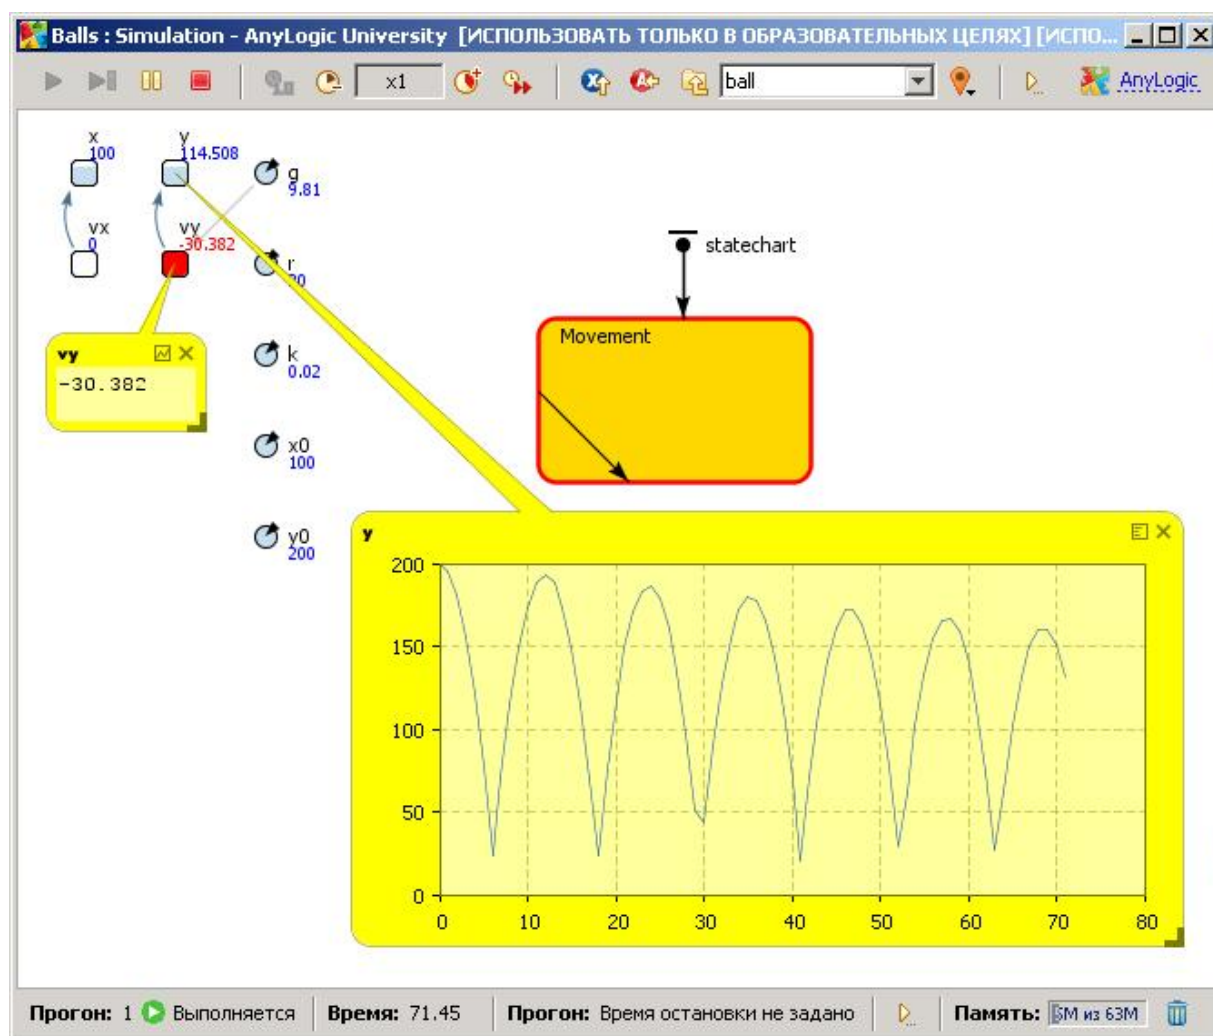 Balls : Simulation - AnyLogic University [ИСПОЛЬЗОВАТЬ ТОЛЬКО В ОБРАЗОВАТЕЛЬНЫХ ЦЕЛЯХ] [ИСПО...
x1 ball AnyLogic
x y
100 114.508 g
9.81
vx vy
0 -30.382 r
statechart
Movement
vy
-30.382
k
0.02
x0
100
y0
200
y
200
150
100
50
0
0 10 20 30 40 50 60 70 80
Прогон: 1 Выполняется Время: 71.45 Прогон: Время остановки не задано Память: M из 63M